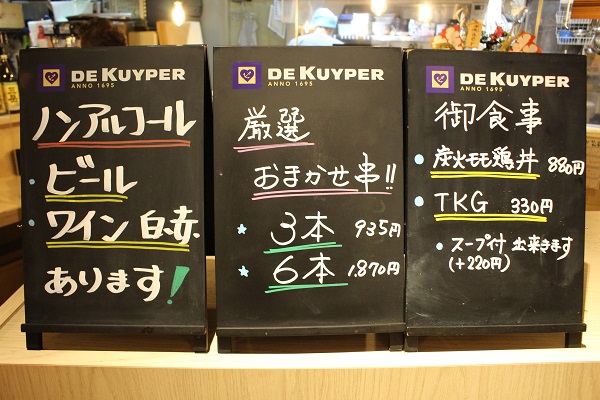 DE KUYPER
ANNO 1695
ノンアルコール
・ビール
・ワイン 白・赤
あります!
DE KUYPER
ANNO 1695
厳選
おまかせ串!!
☆ 3本 935円
☆ 6本 1,870円
DE KUYPER
ANNO 1695
御食事
・炭火モモ鶏丼 880円
・TKG 330円
・スープ付 出来きます
(+220円)